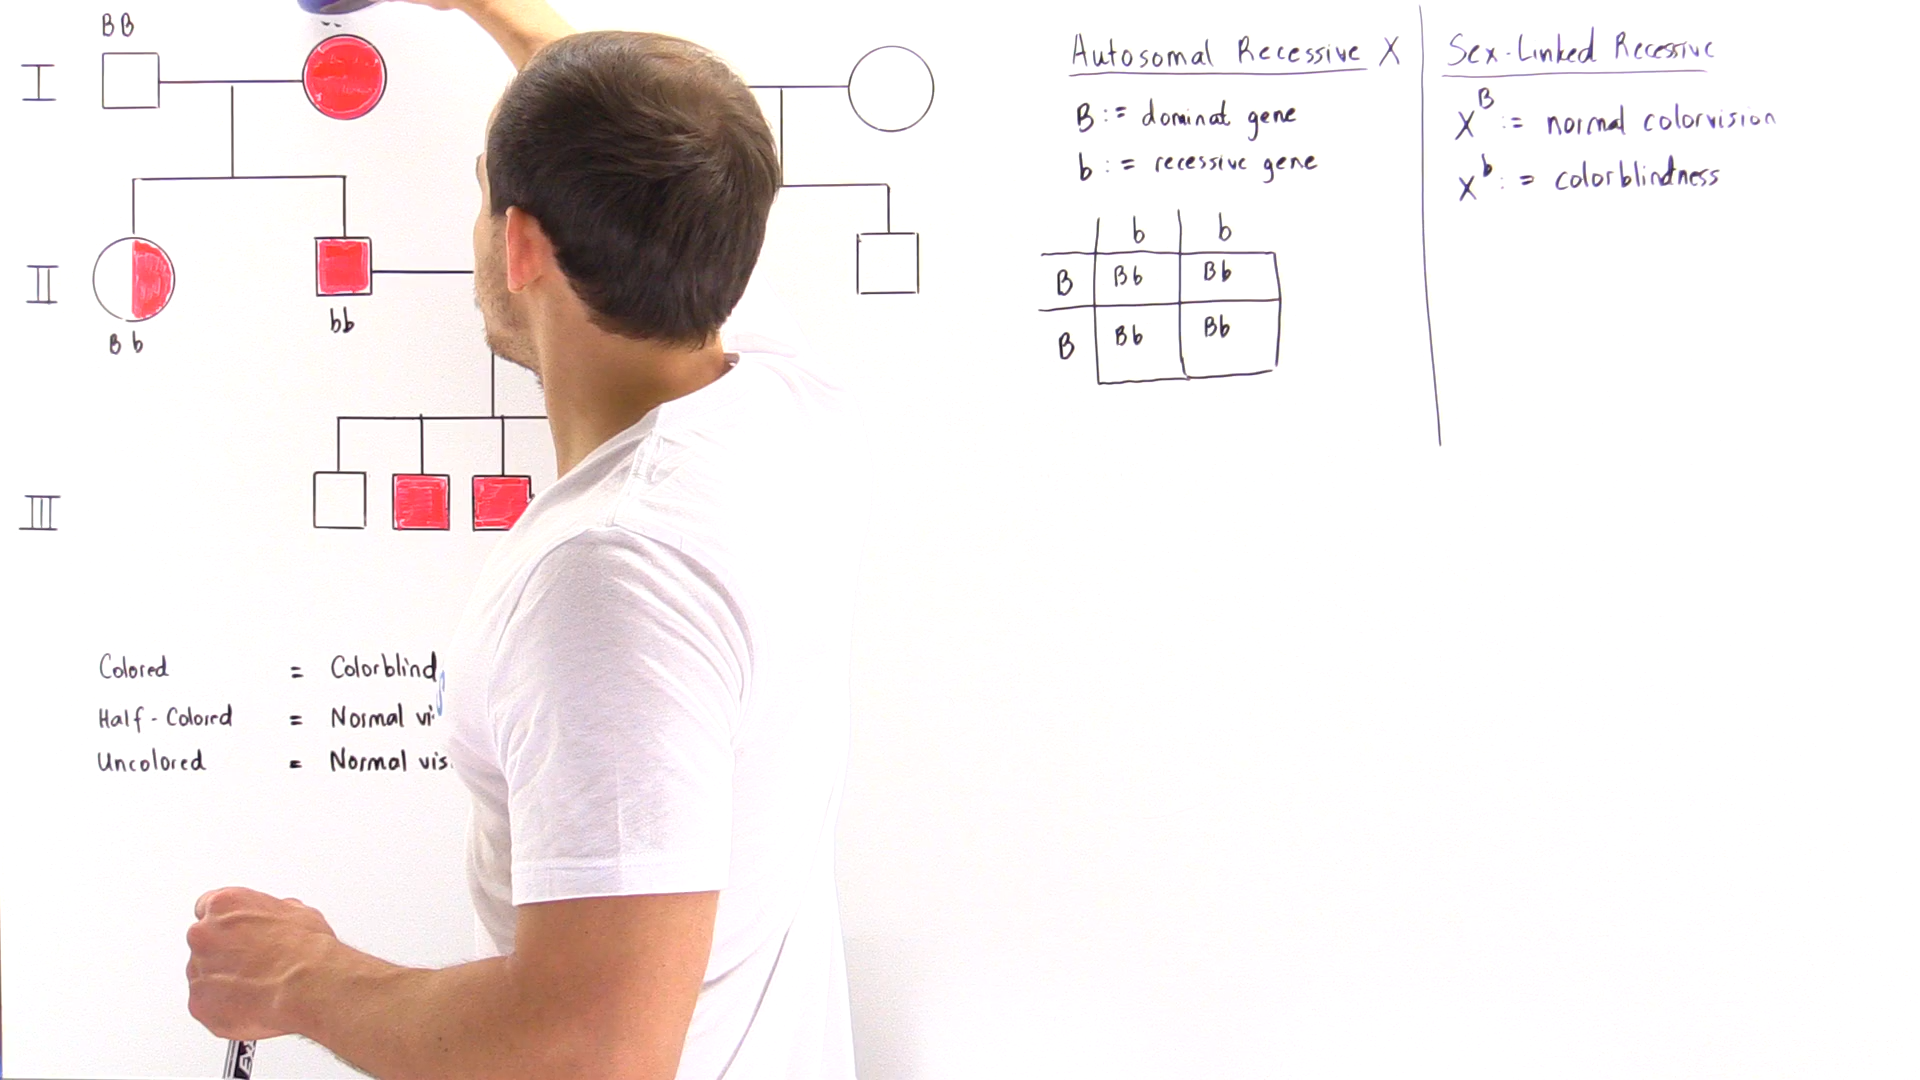 BB
I
II
B b
bb
III
Colored = Colorblind
Half-Colored = Normal
Uncolored = Normal
Autosomal Recessive X
B := dominat gene
b := recessive gene
b b
B Bb Bb
B Bb Bb
Sex-Linked Recessive
X^B := normal colorvision
X^b := colorblindness